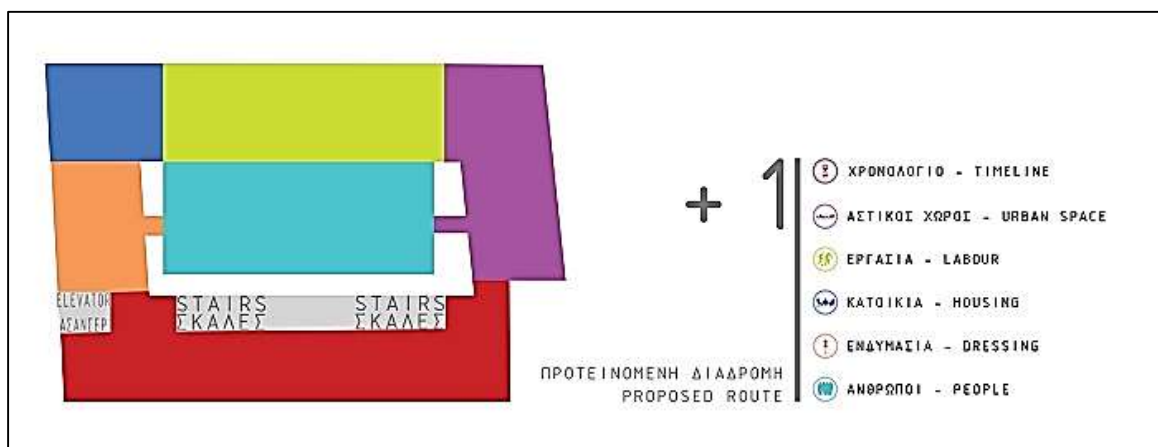 +1
ΧΡΟΝΟΛΟΓΙΟ - TIMELINE
ΑΣΤΙΚΟΣ ΧΩΡΟΣ - URBAN SPACE
ΕΡΓΑΣΙΑ - LABOUR
ΚΑΤΟΙΚΙΑ - HOUSING
ΕΝΔΥΜΑΣΙΑ - DRESSING
ΑΝΘΡΩΠΟΙ - PEOPLE
ELEVATOR
ΑΣΑΝΣΕΡ
STAIRS
ΣΚΑΛΕΣ
STAIRS
ΣΚΑΛΕΣ
ΠΡΟΤΕΙΝΟΜΕΝΗ ΔΙΑΔΡΟΜΗ
PROPOSED ROUTE